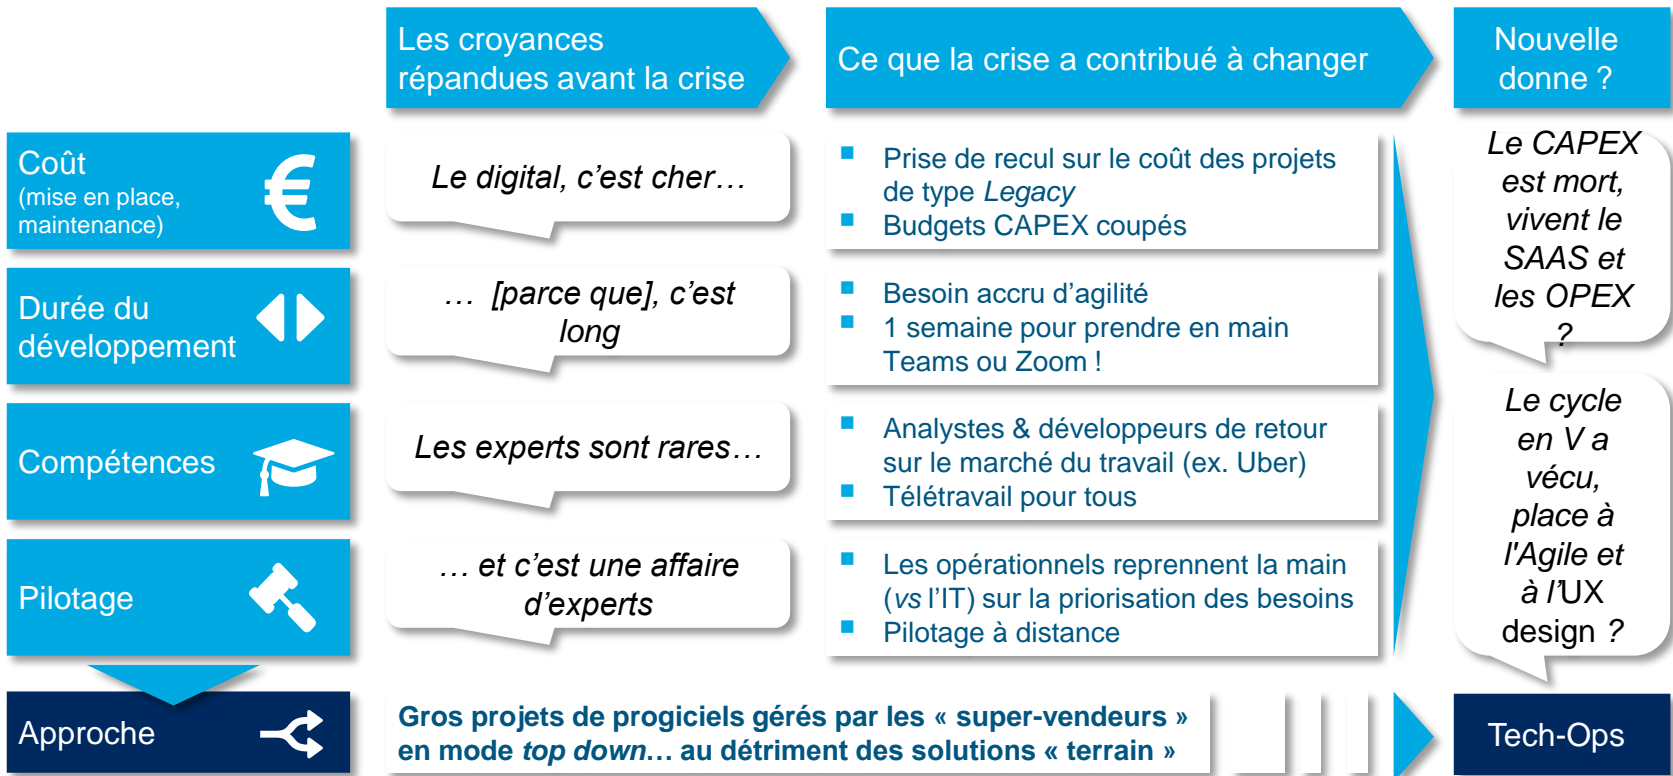 Les croyances
répandues avant la crise
Ce que la crise a contribué à changer
Nouvelle
donne ?
Coût
(mise en place,
maintenance)
€
Le digital, c’est cher…
Prise de recul sur le coût des projets
de type Legacy
Budgets CAPEX coupés
Le CAPEX
est mort,
vivent le
SAAS et
les OPEX
?
Durée du
développement
… [parce que], c’est
long
Besoin accru d’agilité
1 semaine pour prendre en main
Teams ou Zoom !
Compétences
Les experts sont rares…
Analystes & développeurs de retour
sur le marché du travail (ex. Uber)
Télétravail pour tous
Le cycle
en V a
vécu,
place à
l'Agile et
à l’UX
design ?
Pilotage
… et c’est une affaire
d’experts
Les opérationnels reprennent la main
(vs l’IT) sur la priorisation des besoins
Pilotage à distance
Approche
Gros projets de progiciels gérés par les « super-vendeurs »
en mode top down… au détriment des solutions « terrain »
Tech-Ops